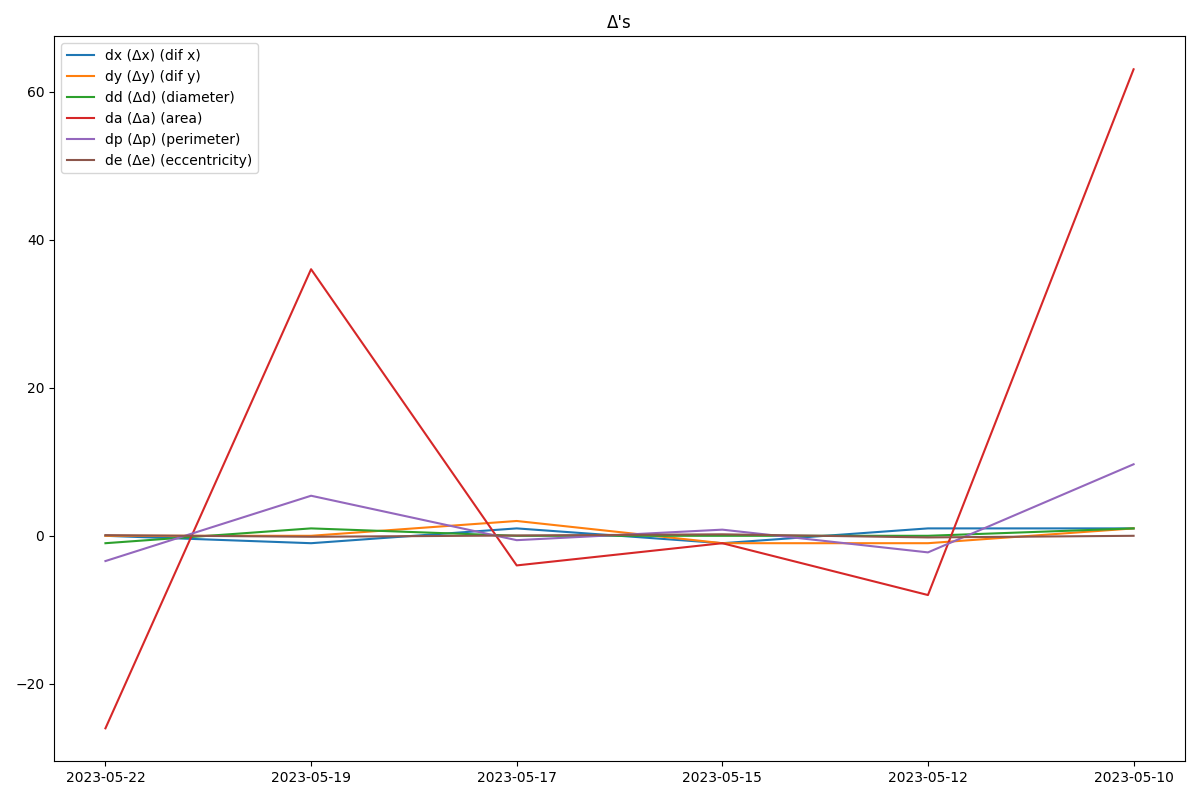 Δ's
dx (Δx) (dif x)
dy (Δy) (dif y)
dd (Δd) (diameter)
da (Δa) (area)
dp (Δp) (perimeter)
de (Δe) (eccentricity)
60
40
20
0
−20
2023-05-22 2023-05-19 2023-05-17 2023-05-15 2023-05-12 2023-05-10